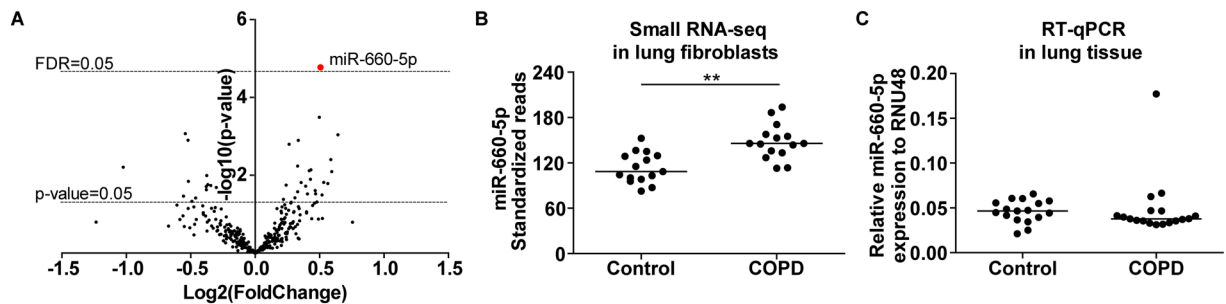 A
6
FDR=0.05
miR-660-5p
4
-log10(p-value)
2
p-value=0.05
-1.5 -1.0 -0.5 0.0 0.5 1.0 1.5
Log2(FoldChange)
B
Small RNA-seq
in lung fibroblasts
**
miR-660-5p
Standardized reads
240
180
120
60
0
Control COPD
C
RT-qPCR
in lung tissue
Relative miR-660-5p
expression to RNU48
0.20
0.15
0.10
0.05
0.00
Control COPD